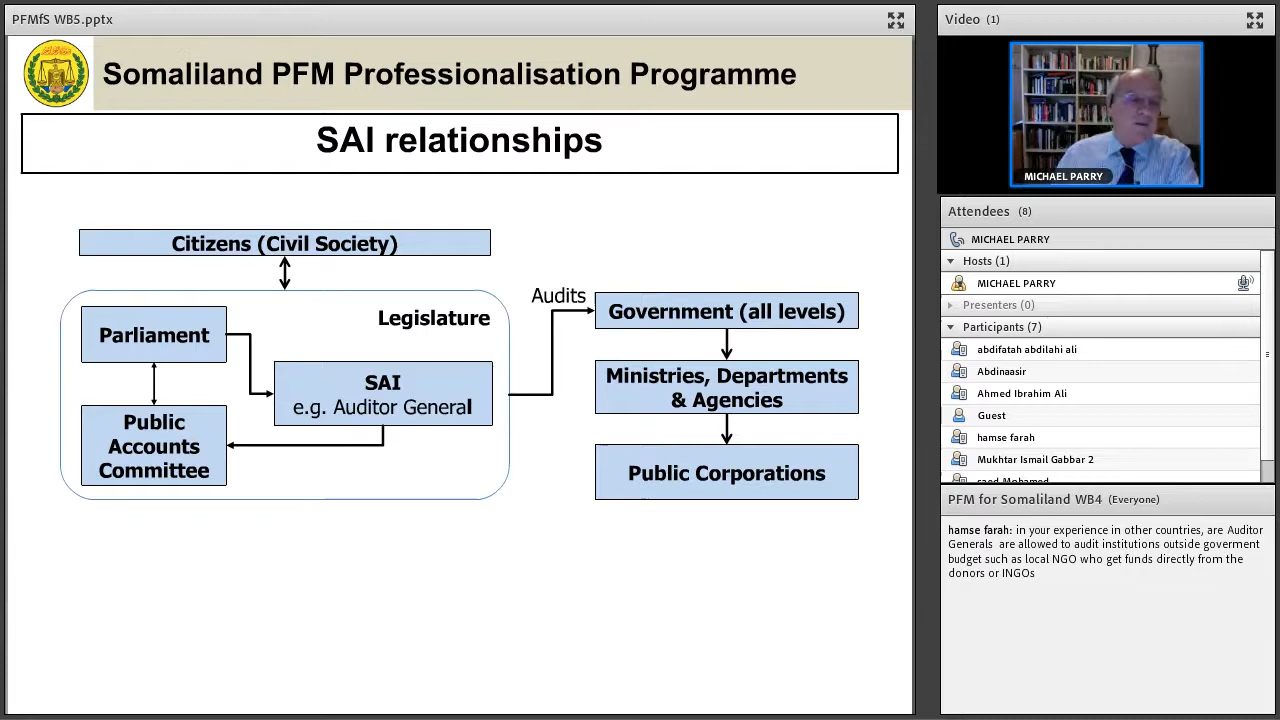 PFMfS WB5.pptx
Somaliland PFM Professionalisation Programme
SAI relationships
Citizens (Civil Society)
Legislature
Parliament
SAI
e.g. Auditor General
Public
Accounts
Committee
Audits
Government (all levels)
Ministries, Departments
& Agencies
Public Corporations
Video (1)
MICHAEL PARRY
Attendees (8)
MICHAEL PARRY
Hosts (1)
MICHAEL PARRY
Presenters (0)
Participants (7)
abdifatah abdilahi ali
Abdinaasir
Ahmed Ibrahim Ali
Guest
hamse farah
Mukhtar Ismail Gabbar 2
saed Mohamed
PFM for Somaliland WB4 (Everyone)
hamse farah: in your experience in other countries, are Auditor
Generals are allowed to audit institutions outside goverment
budget such as local NGO who get funds directly from the
donors or INGOs